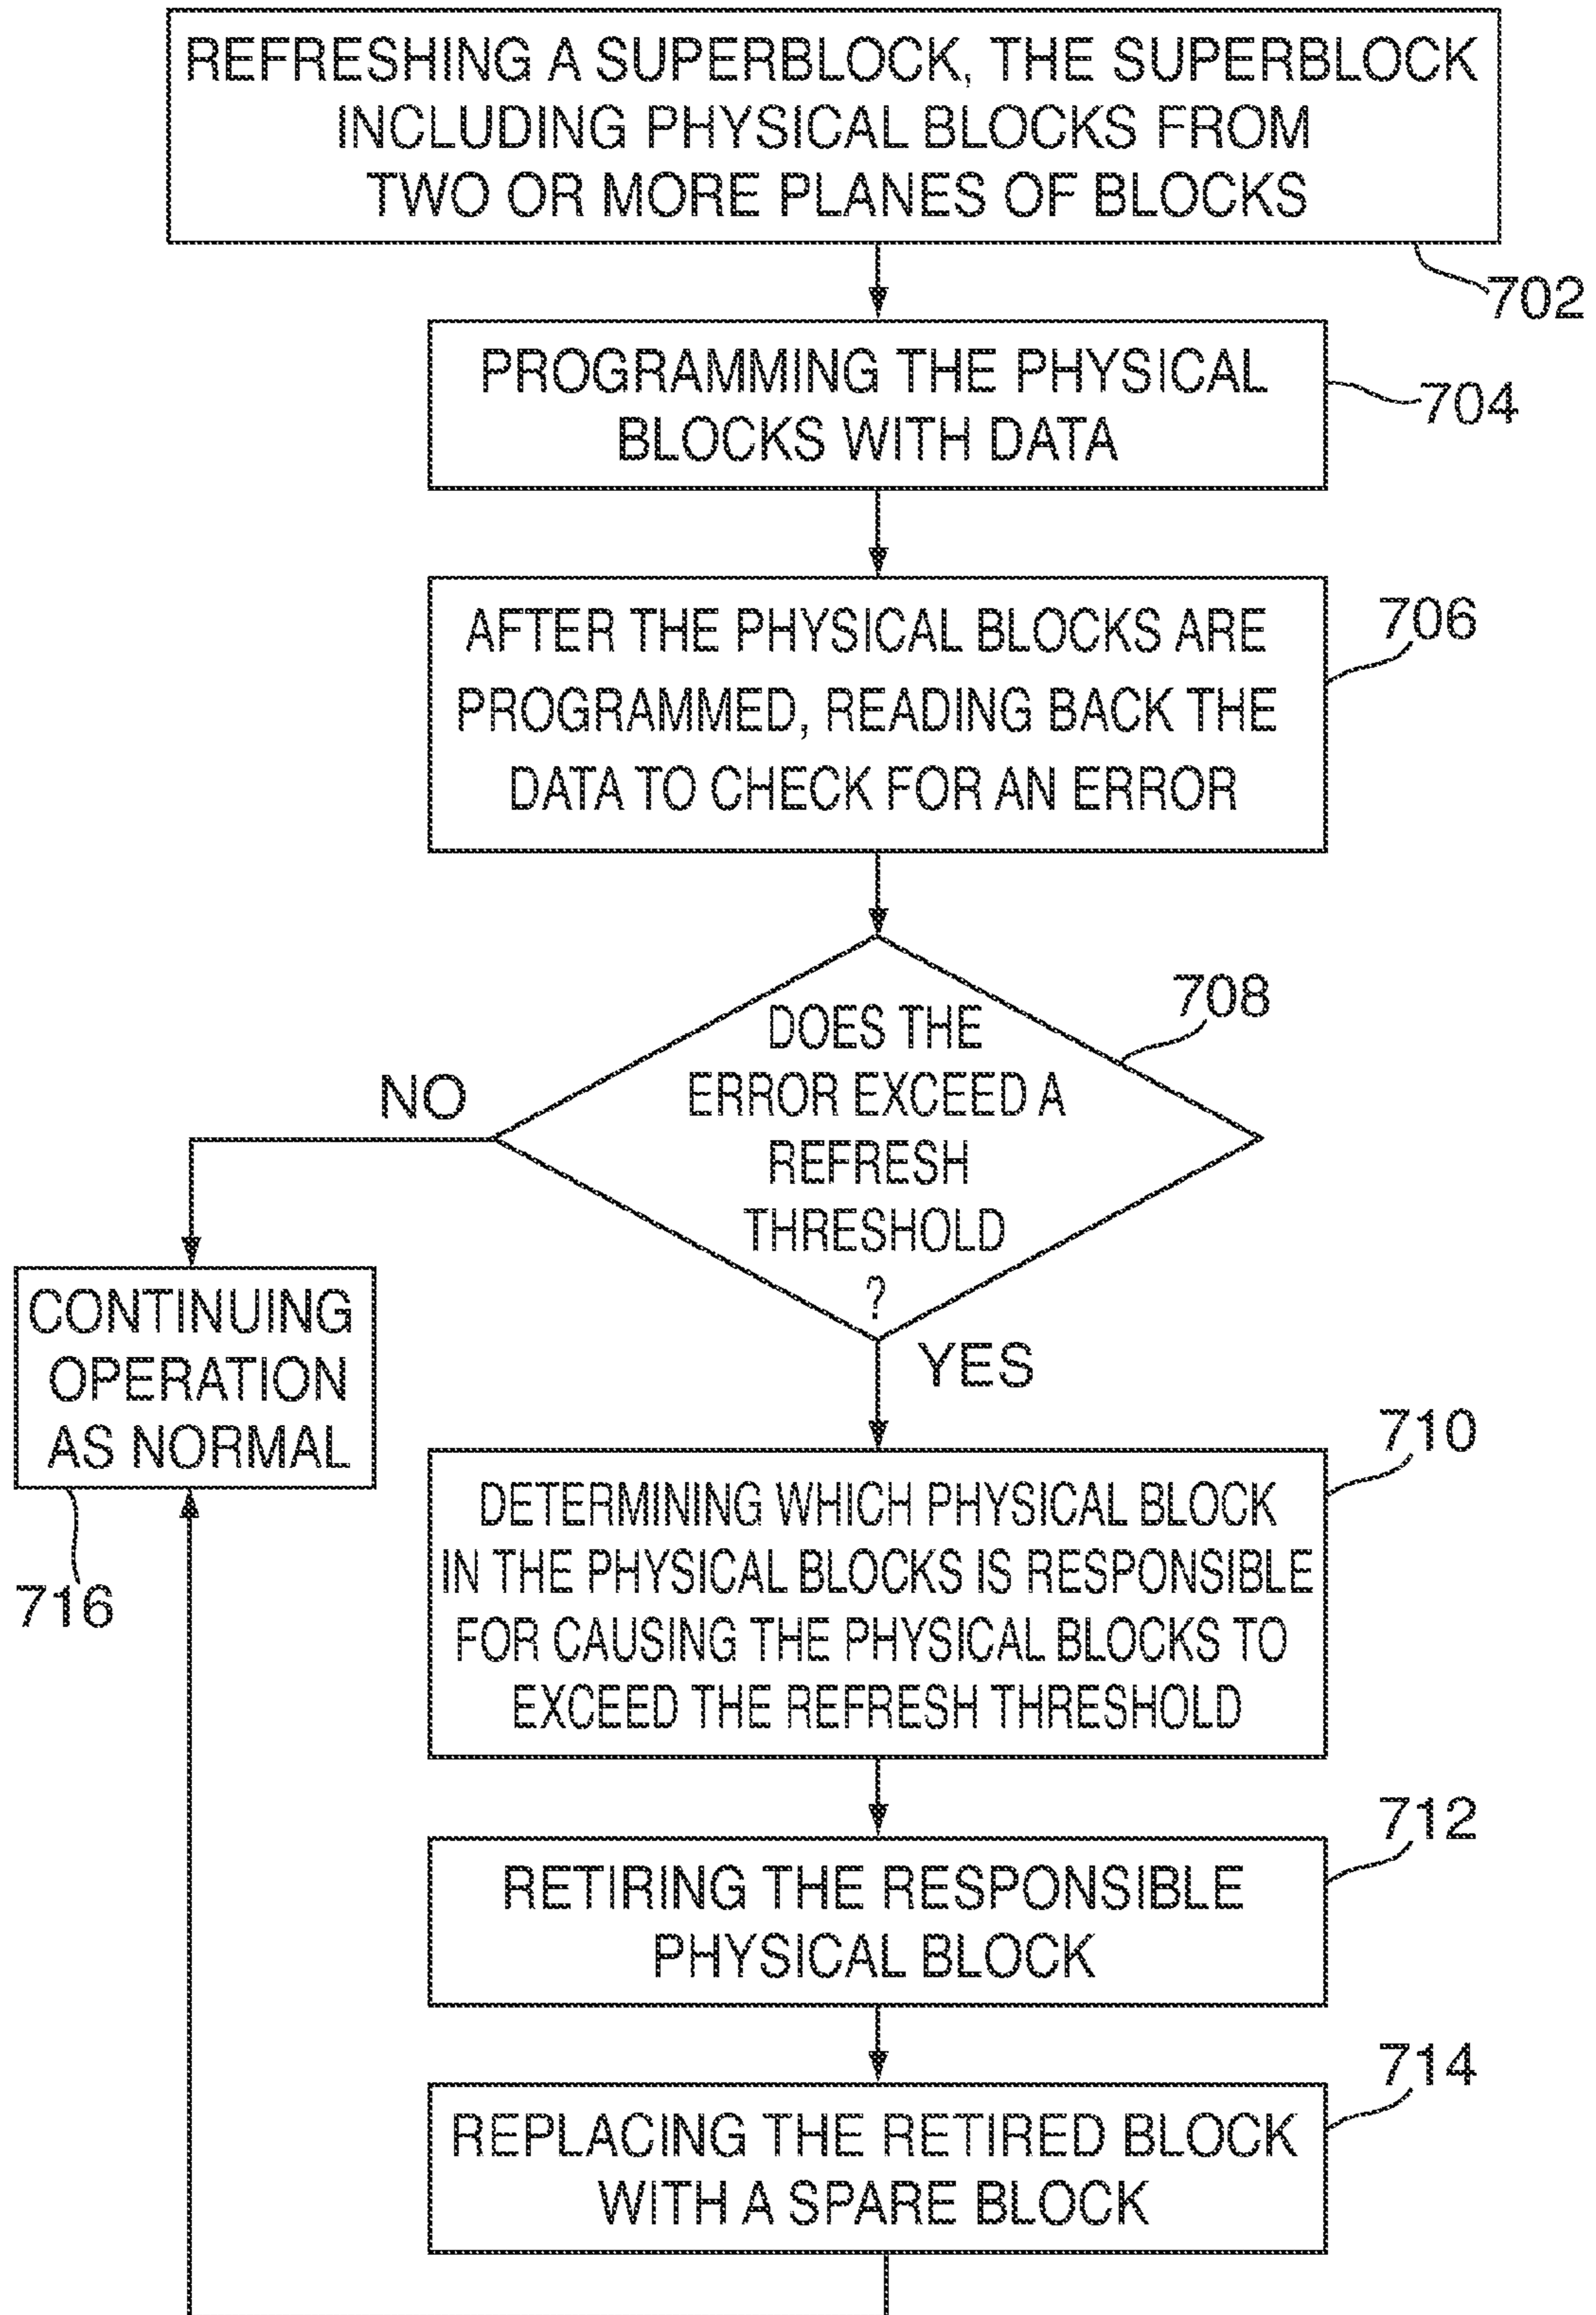 REFRESHING A SUPERBLOCK, THE SUPERBLOCK
INCLUDING PHYSICAL BLOCKS FROM
TWO OR MORE PLANES OF BLOCKS
702
PROGRAMMING THE PHYSICAL
BLOCKS WITH DATA
704
AFTER THE PHYSICAL BLOCKS ARE
PROGRAMMED, READING BACK THE
DATA TO CHECK FOR AN ERROR
706
DOES THE
ERROR EXCEED A
REFRESH
THRESHOLD
?
708
NO
YES
CONTINUING
OPERATION
AS NORMAL
716
DETERMINING WHICH PHYSICAL BLOCK
IN THE PHYSICAL BLOCKS IS RESPONSIBLE
FOR CAUSING THE PHYSICAL BLOCKS TO
EXCEED THE REFRESH THRESHOLD
710
RETIRING THE RESPONSIBLE
PHYSICAL BLOCK
712
REPLACING THE RETIRED BLOCK
WITH A SPARE BLOCK
714